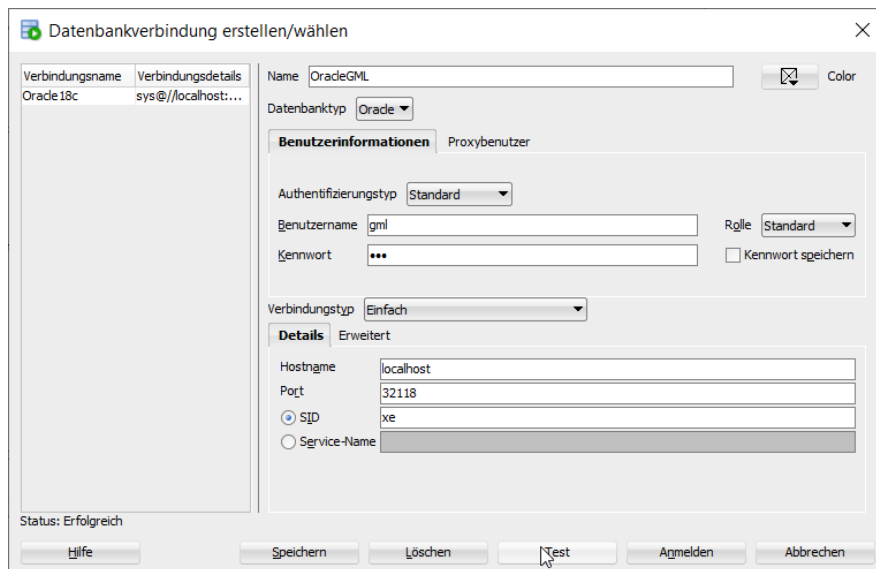 Datenbankverbindung erstellen/wählen
Verbindungsname Verbindungsdetails
Oracle18c sys@//localhost:...
Name OracleGML Color
Datenbanktyp Oracle
Benutzerinformationen Proxybenutzer
Authentifizierungstyp Standard
Benutzername gml Rolle Standard
Kennwort ••• Kennwort speichern
Verbindungstyp Einfach
Details Erweitert
Hostname localhost
Port 32118
SID xe
Service-Name
Status: Erfolgreich
Hilfe Speichern Löschen Test Anmelden Abbrechen